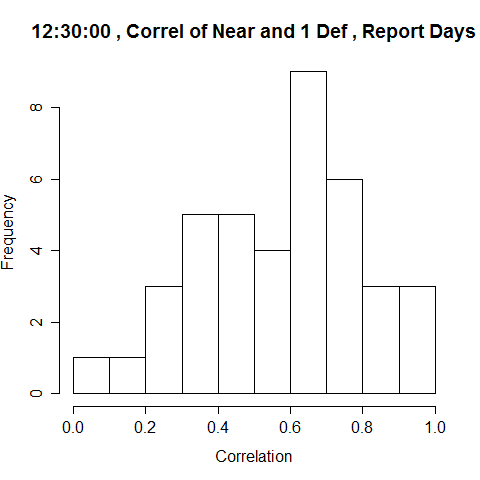 12:30:00 , Correl of Near and 1 Def , Report Days
Frequency
8
6
4
2
0
0.0 0.2 0.4 0.6 0.8 1.0
Correlation